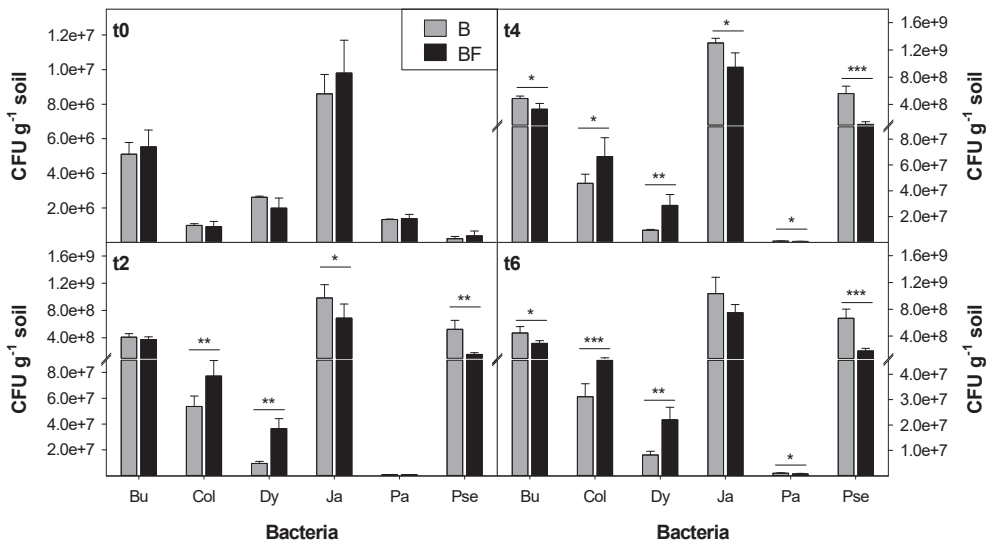 t0
B
BF
1.2e+7
1.0e+7
8.0e+6
6.0e+6
4.0e+6
2.0e+6
CFU g-1 soil
t4
*
*
**
*
*
***
1.6e+9
1.2e+9
8.0e+8
4.0e+8
8.0e+7
6.0e+7
4.0e+7
2.0e+7
CFU g-1 soil
t2
**
**
*
**
1.6e+9
1.2e+9
8.0e+8
4.0e+8
8.0e+7
6.0e+7
4.0e+7
2.0e+7
CFU g-1 soil
Bu Col Dy Ja Pa Pse
Bacteria
t6
*
***
**
*
***
1.6e+9
1.2e+9
8.0e+8
4.0e+8
4.0e+7
3.0e+7
2.0e+7
1.0e+7
CFU g-1 soil
Bu Col Dy Ja Pa Pse
Bacteria